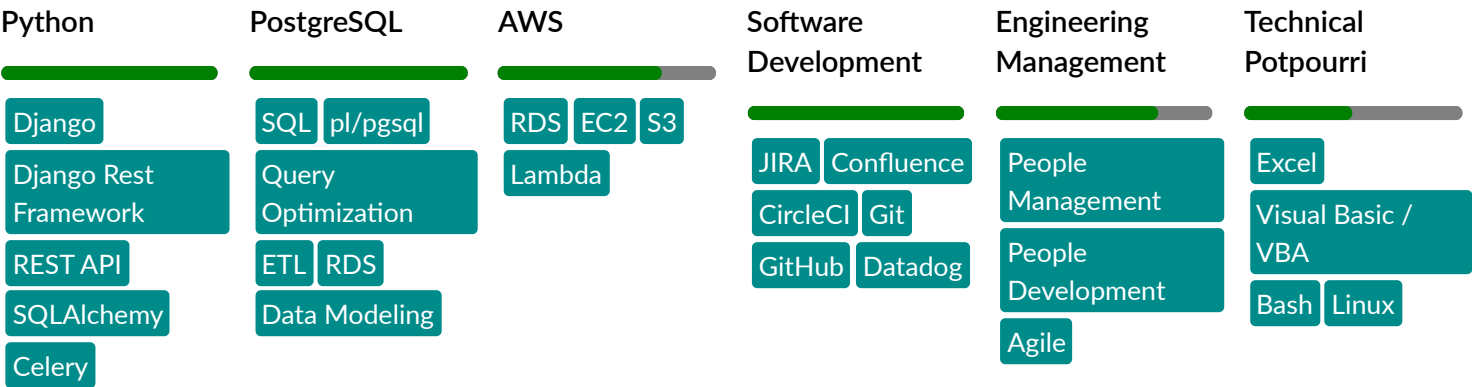 Python
Django
Django Rest
Framework
REST API
SQLAlchemy
Celery
PostgreSQL
SQL pl/pgsql
Query
Optimization
ETL RDS
Data Modeling
AWS
RDS EC2 S3
Lambda
Software
Development
JIRA Confluence
CircleCI Git
GitHub Datadog
Engineering
Management
People
Management
People
Development
Agile
Technical
Potpourri
Excel
Visual Basic /
VBA
Bash Linux